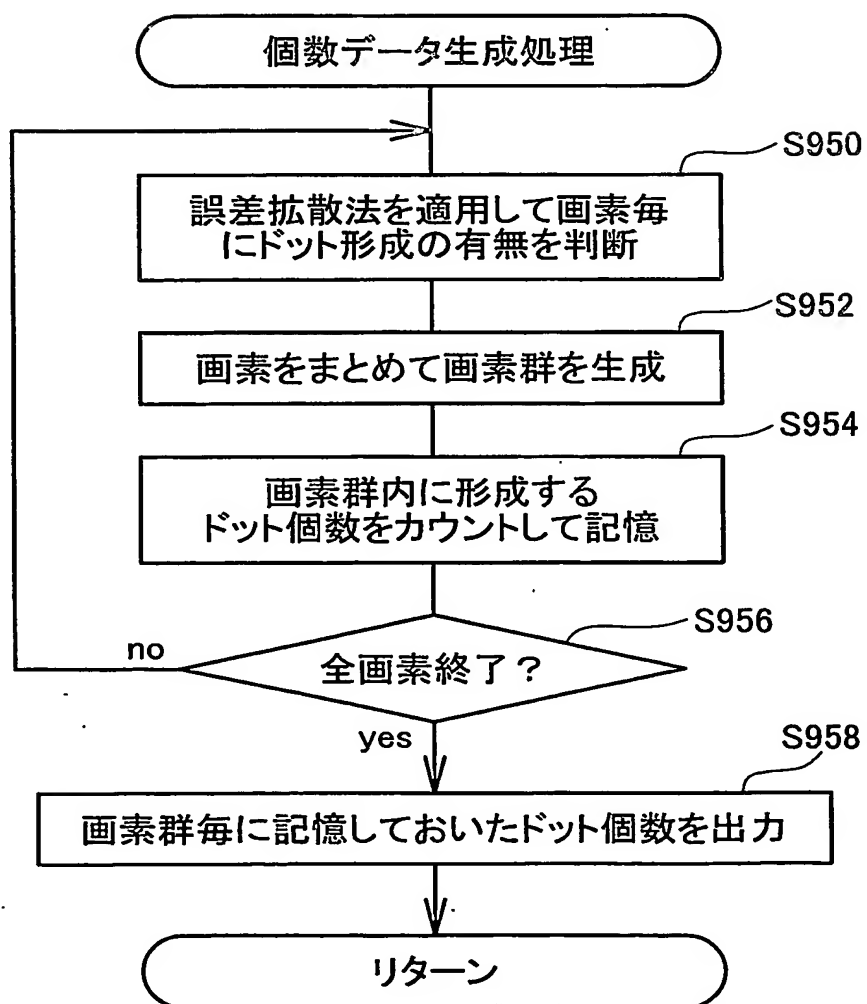 個数データ生成処理
S950
誤差拡散法を適用して画素毎
にドット形成の有無を判断
S952
画素をまとめて画素群を生成
S954
画素群内に形成する
ドット個数をカウントして記憶
S956
no
全画素終了？
yes
S958
画素群毎に記憶しておいたドット個数を出力
リターン